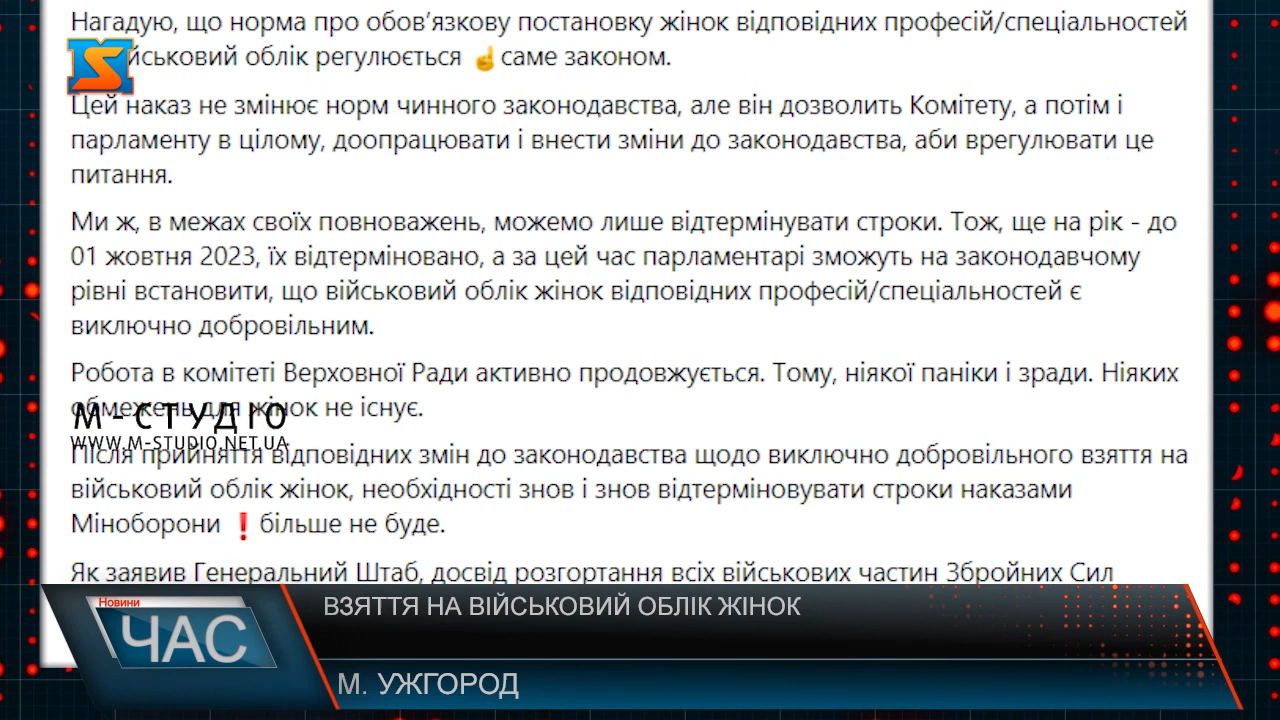 Нагадую, що норма про обов’язкову постановку жінок відповідних професій/спеціальностей
йськовий облік регулюється ☝саме законом.
Цей наказ не змінює норм чинного законодавства, але він дозволить Комітету, а потім і
парламенту в цілому, доопрацювати і внести зміни до законодавства, аби врегулювати це
питання.
Ми ж, в межах своїх повноважень, можемо лише відтермінувати строки. Тож, ще на рік - до
01 жовтня 2023, їх відтерміновано, а за цей час парламентарі зможуть на законодавчому
рівні встановити, що військовий облік жінок відповідних професій/спеціальностей є
виключно добровільним.
Робота в комітеті Верховної Ради активно продовжується. Тому, ніякої паніки і зради. Ніяких
обмежень для жінок не існує.
М-СТУДІО
WWW.M-STUDIO.NET.UA
Після прийняття відповідних змін до законодавства щодо виключно добровільного взяття на
військовий облік жінок, необхідності знов і знов відтерміновувати строки наказами
Міноборони ❗більше не буде.
Як заявив Генеральний Штаб, досвід розгортання всіх військових частин Збройних Сил
Новини
ЧАС
ВЗЯТТЯ НА ВІЙСЬКОВИЙ ОБЛІК ЖІНОК
М. УЖГОРОД